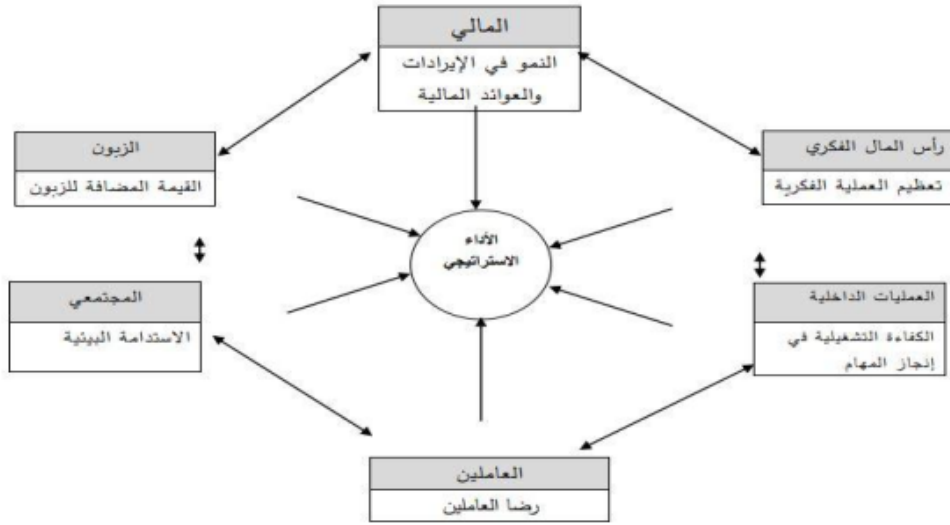 المالي
النمو في الإيرادات
والعوائد المالية
رأس المال الفكري
تعظيم العملية الفكرية
الزبون
القيمة المضافة للزبون
الأداء
الاستراتيجي
العمليات الداخلية
الكفاءة التشغيلية في
إنجاز المهام
المجتمعي
الاستدامة البيئية
العاملين
رضا العاملين